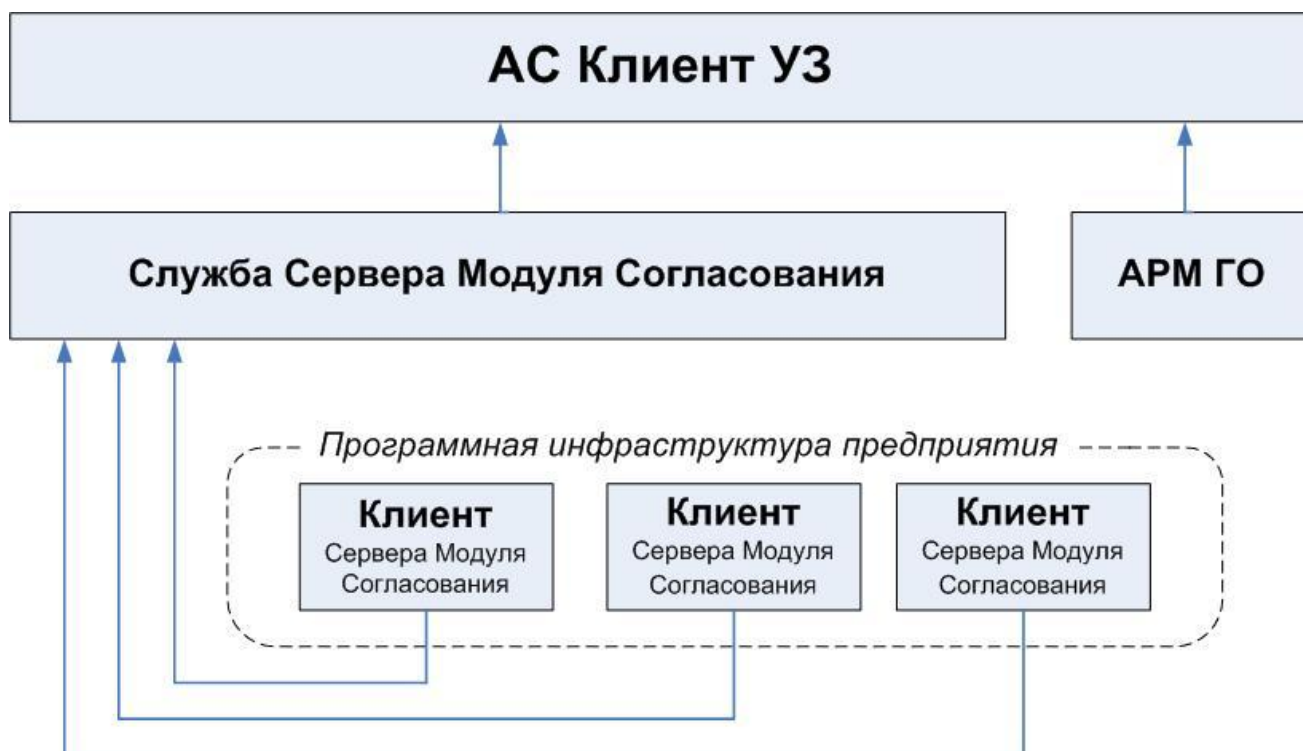 АС Клиент УЗ
Служба Сервера Модуля Согласования
АРМ ГО
Программная инфраструктура предприятия
Клиент
Сервера Модуля
Согласования
Клиент
Сервера Модуля
Согласования
Клиент
Сервера Модуля
Согласования